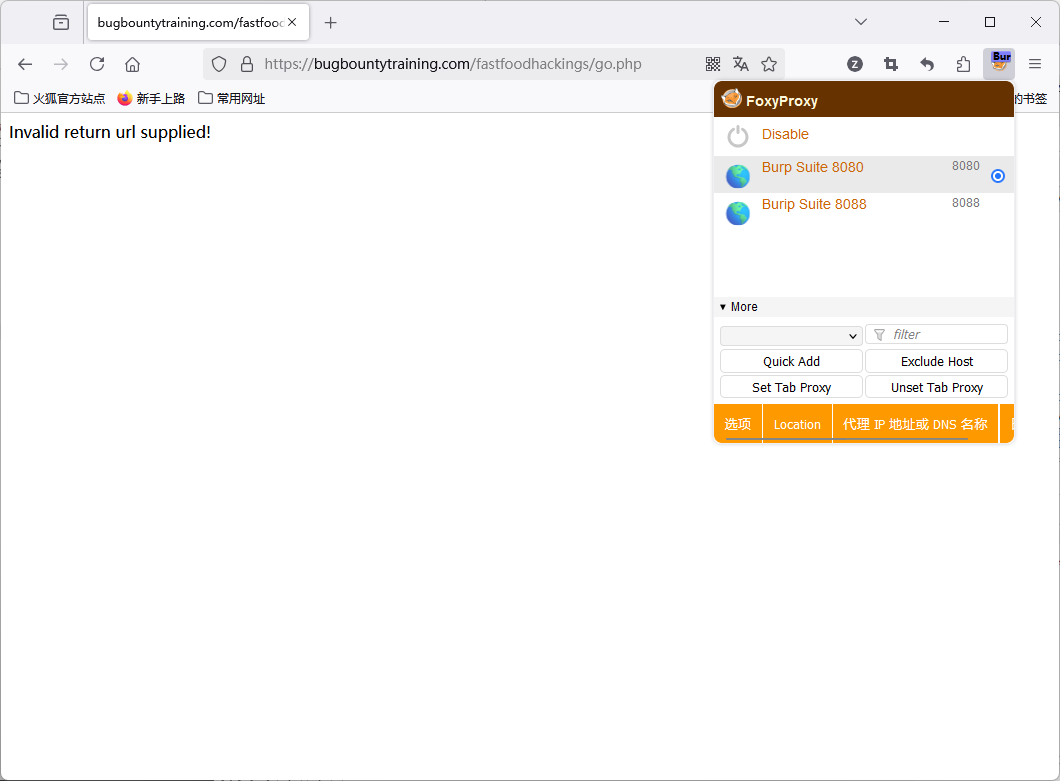 bugbountytraining.com/fastfood
https://bugbountytraining.com/fastfoodhackings/go.php
Z
Bur
火狐官方站点 新手上路 常用网址
的书签
Invalid return url supplied!
FoxyProxy
Disable
Burp Suite 8080 8080
Burip Suite 8088 8088
More
filter
Quick Add Exclude Host
Set Tab Proxy Unset Tab Proxy
选项 Location 代理 IP 地址或 DNS 名称